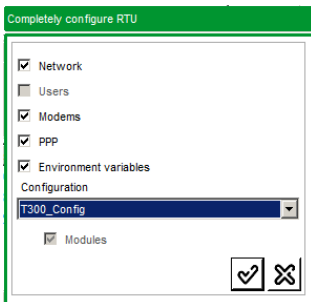 Completely configure RTU
Network
Users
Modems
PPP
Environment variables
Configuration
T300_Config
Modules